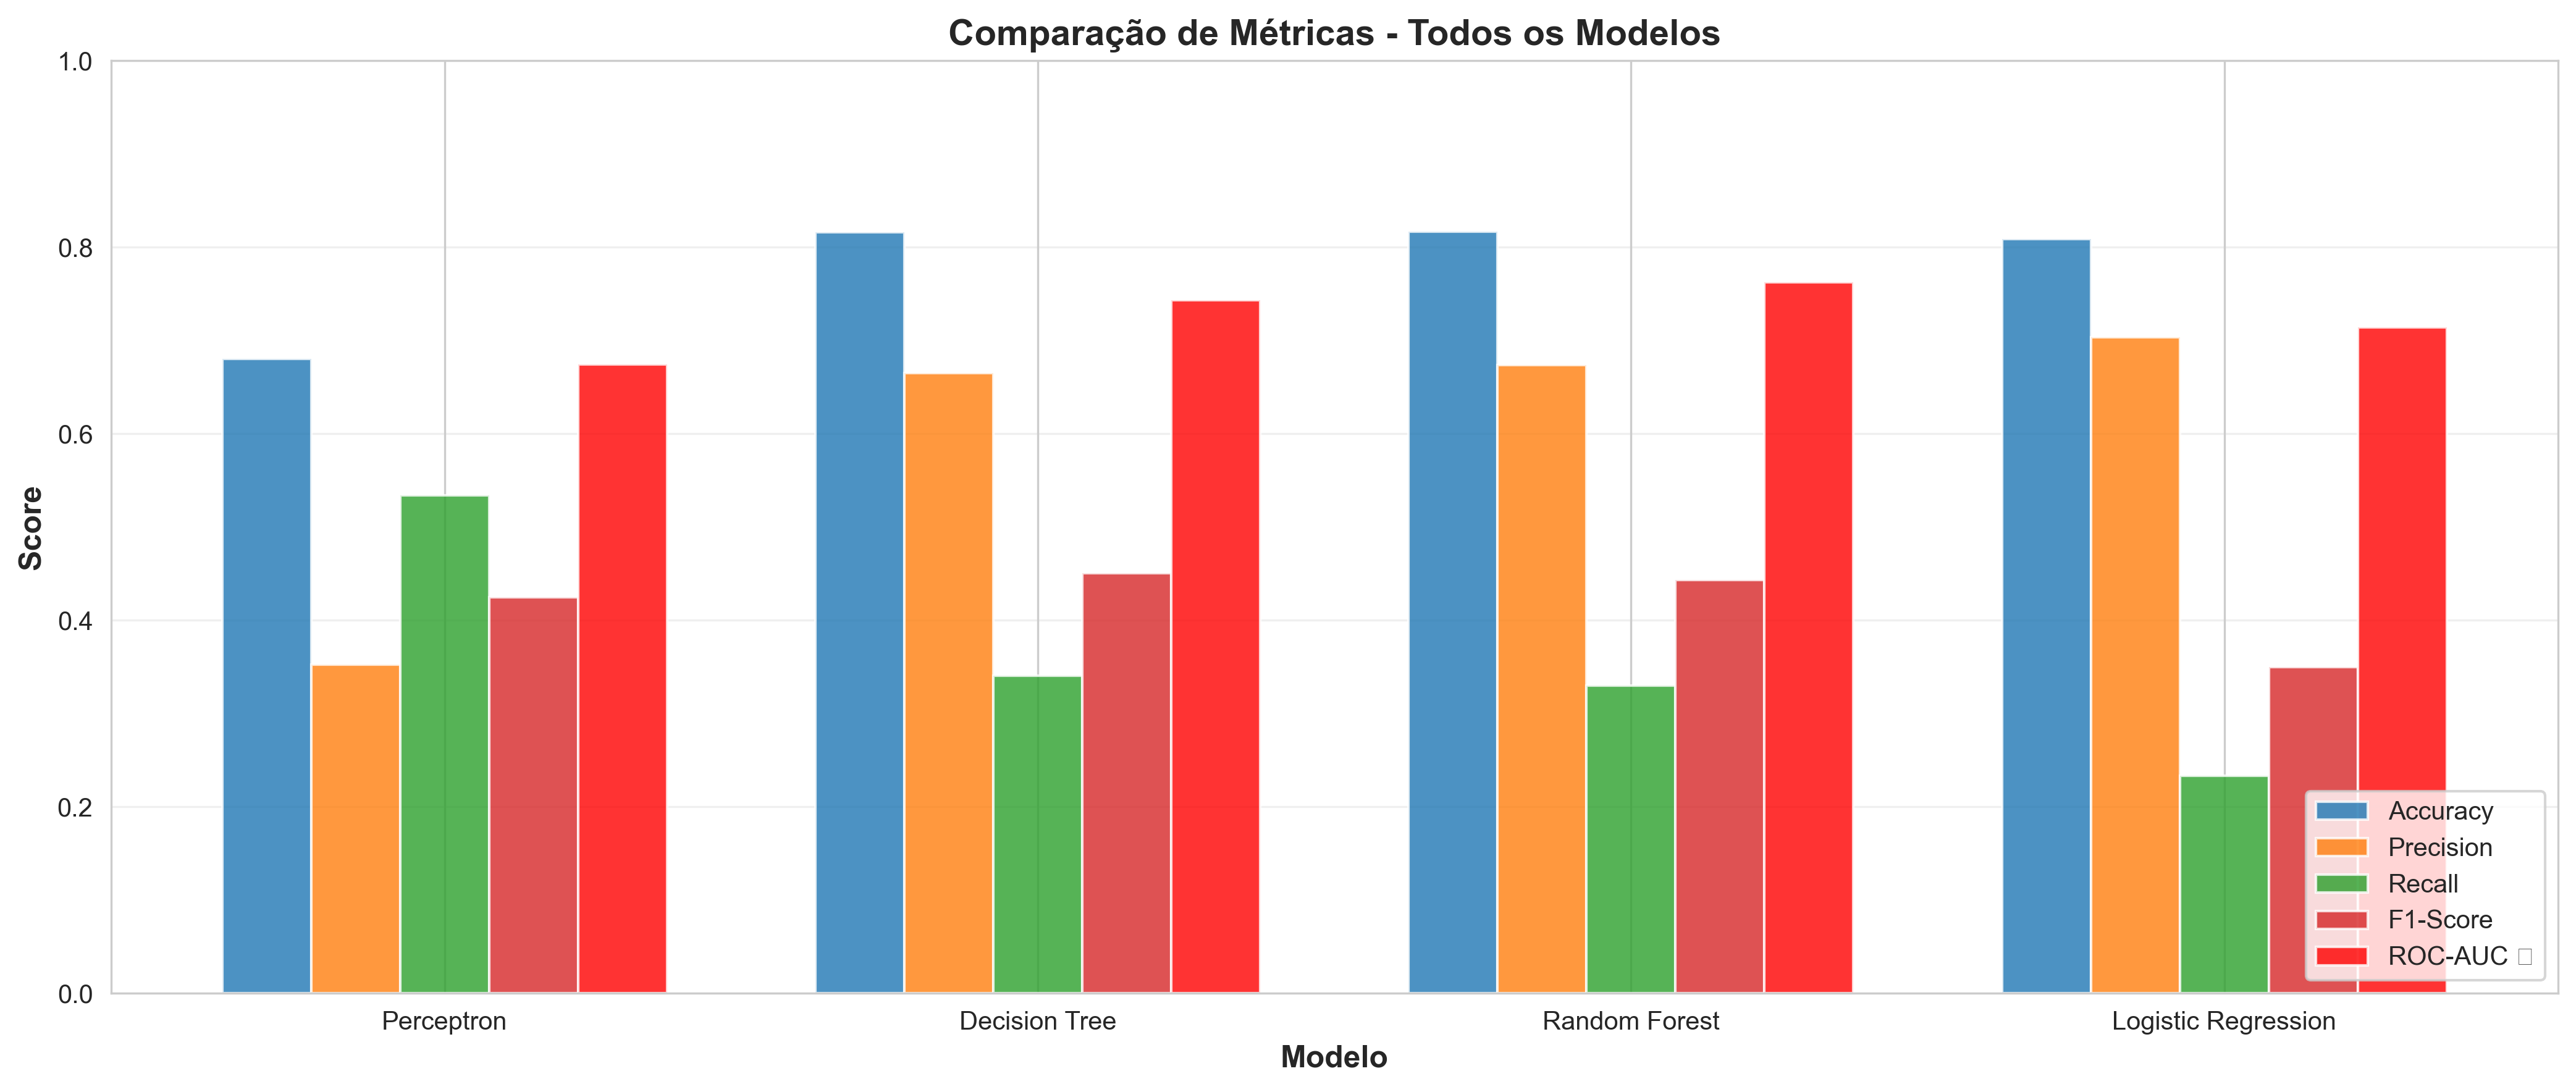 Comparação de Métricas - Todos os Modelos
1.0
0.8
0.6
0.4
0.2
0.0
Score
Perceptron
Decision Tree
Random Forest
Logistic Regression
Modelo
Accuracy
Precision
Recall
F1-Score
ROC-AUC